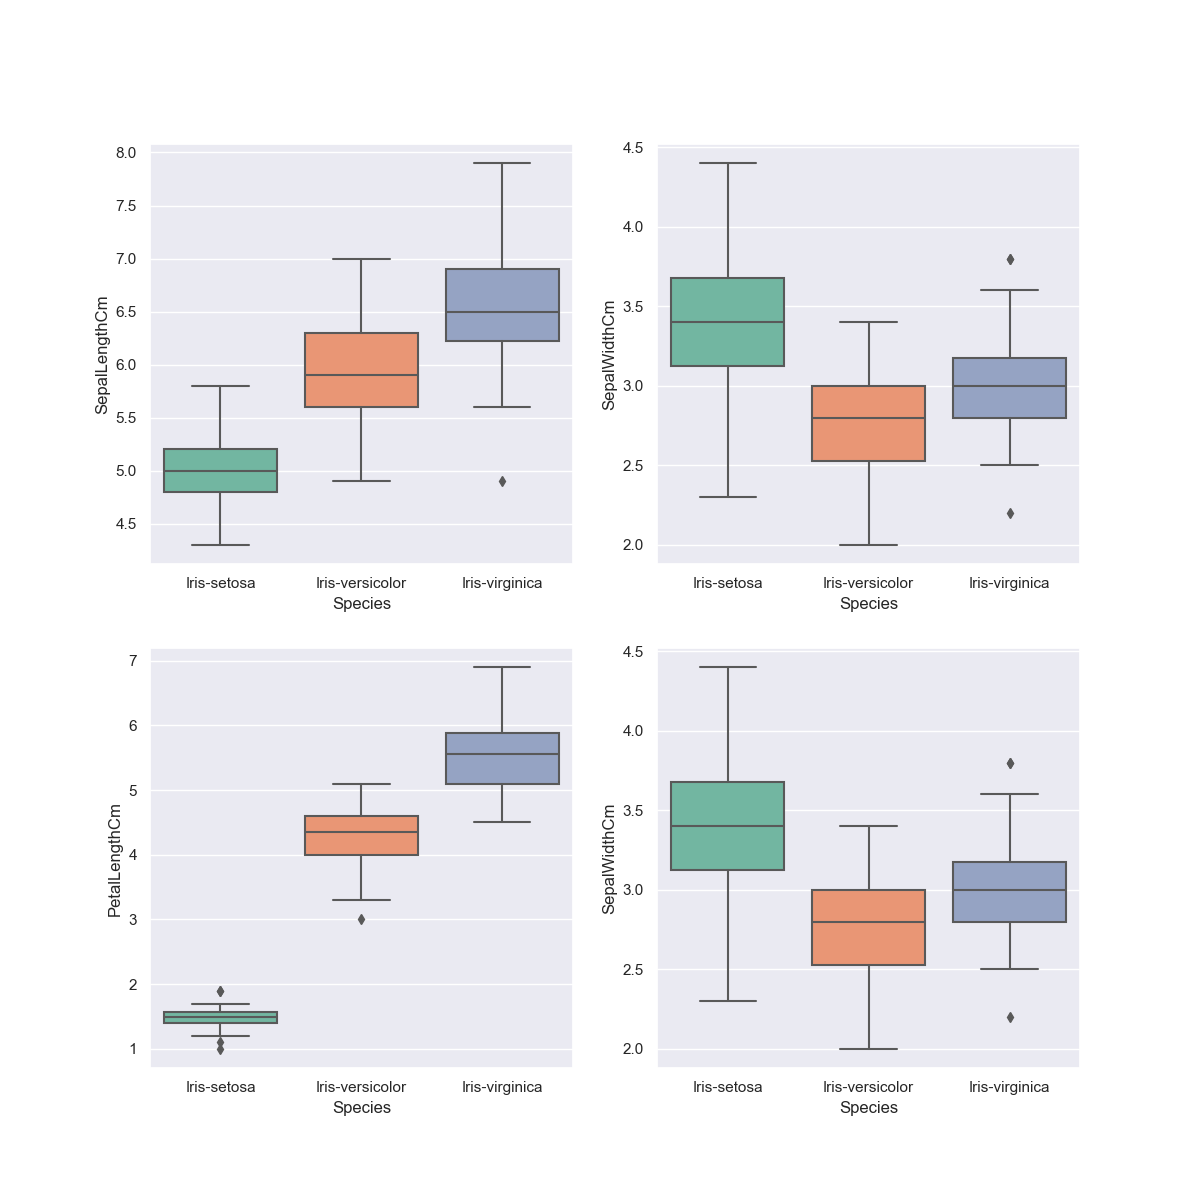 8.0
7.5
7.0
6.5
6.0
5.5
5.0
4.5
SepalLengthCm
Iris-setosa Iris-versicolor Iris-virginica
Species
4.5
4.0
3.5
3.0
2.5
2.0
SepalWidthCm
Iris-setosa Iris-versicolor Iris-virginica
Species
7
6
5
4
3
2
1
PetalLengthCm
Iris-setosa Iris-versicolor Iris-virginica
Species
4.5
4.0
3.5
3.0
2.5
2.0
SepalWidthCm
Iris-setosa Iris-versicolor Iris-virginica
Species